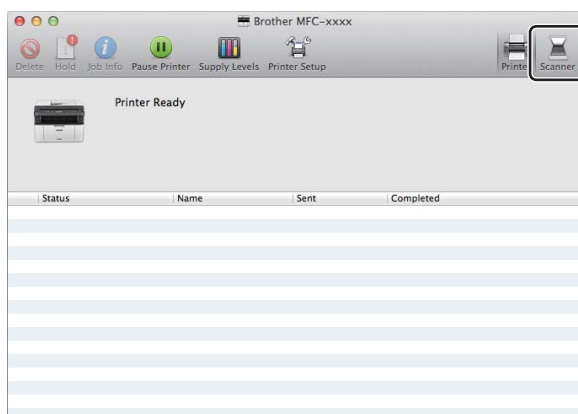 Brother MFC-xxxx
Delete Hold Job Info Pause Printer Supply Levels Printer Setup Printer Scanner
Printer Ready
Status Name Sent Completed